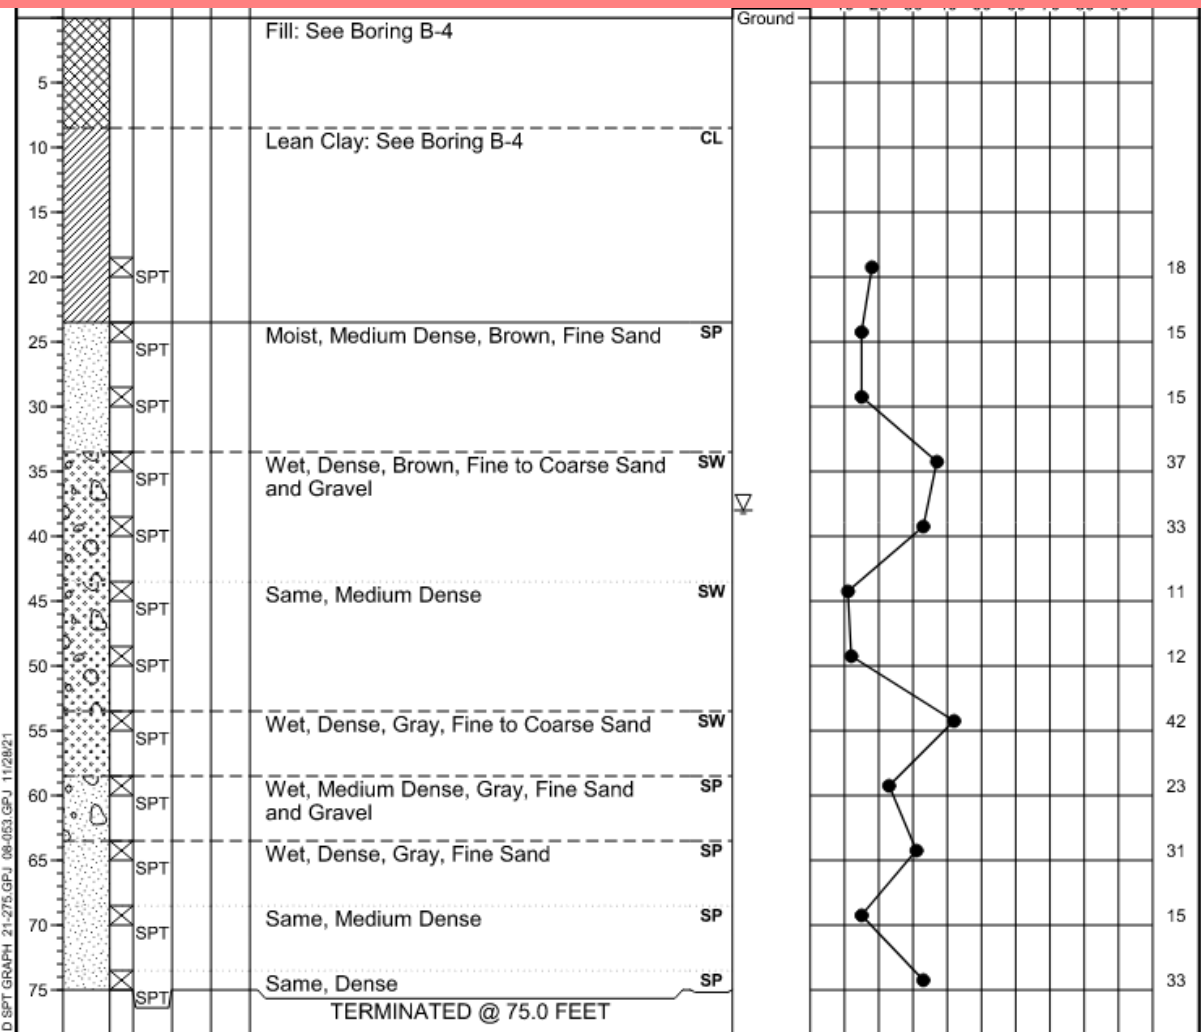 Ground
Fill: See Boring B-4
5
Lean Clay: See Boring B-4 CL
10
15
SPT 18
20
Moist, Medium Dense, Brown, Fine Sand SP 15
25
SPT
SPT 15
30
Wet, Dense, Brown, Fine to Coarse Sand SW 37
and Gravel
35
SPT
SPT 33
40
Same, Medium Dense SW 11
45
SPT
SPT 12
50
Wet, Dense, Gray, Fine to Coarse Sand SW 42
55
SPT
Wet, Medium Dense, Gray, Fine Sand SP 23
and Gravel
60
SPT
Wet, Dense, Gray, Fine Sand SP 31
65
SPT
Same, Medium Dense SP 15
70
SPT
Same, Dense SP 33
75
SPT
TERMINATED @ 75.0 FEET
D SPT GRAPH 21-275.GPJ 08-053.GPJ 11/28/21